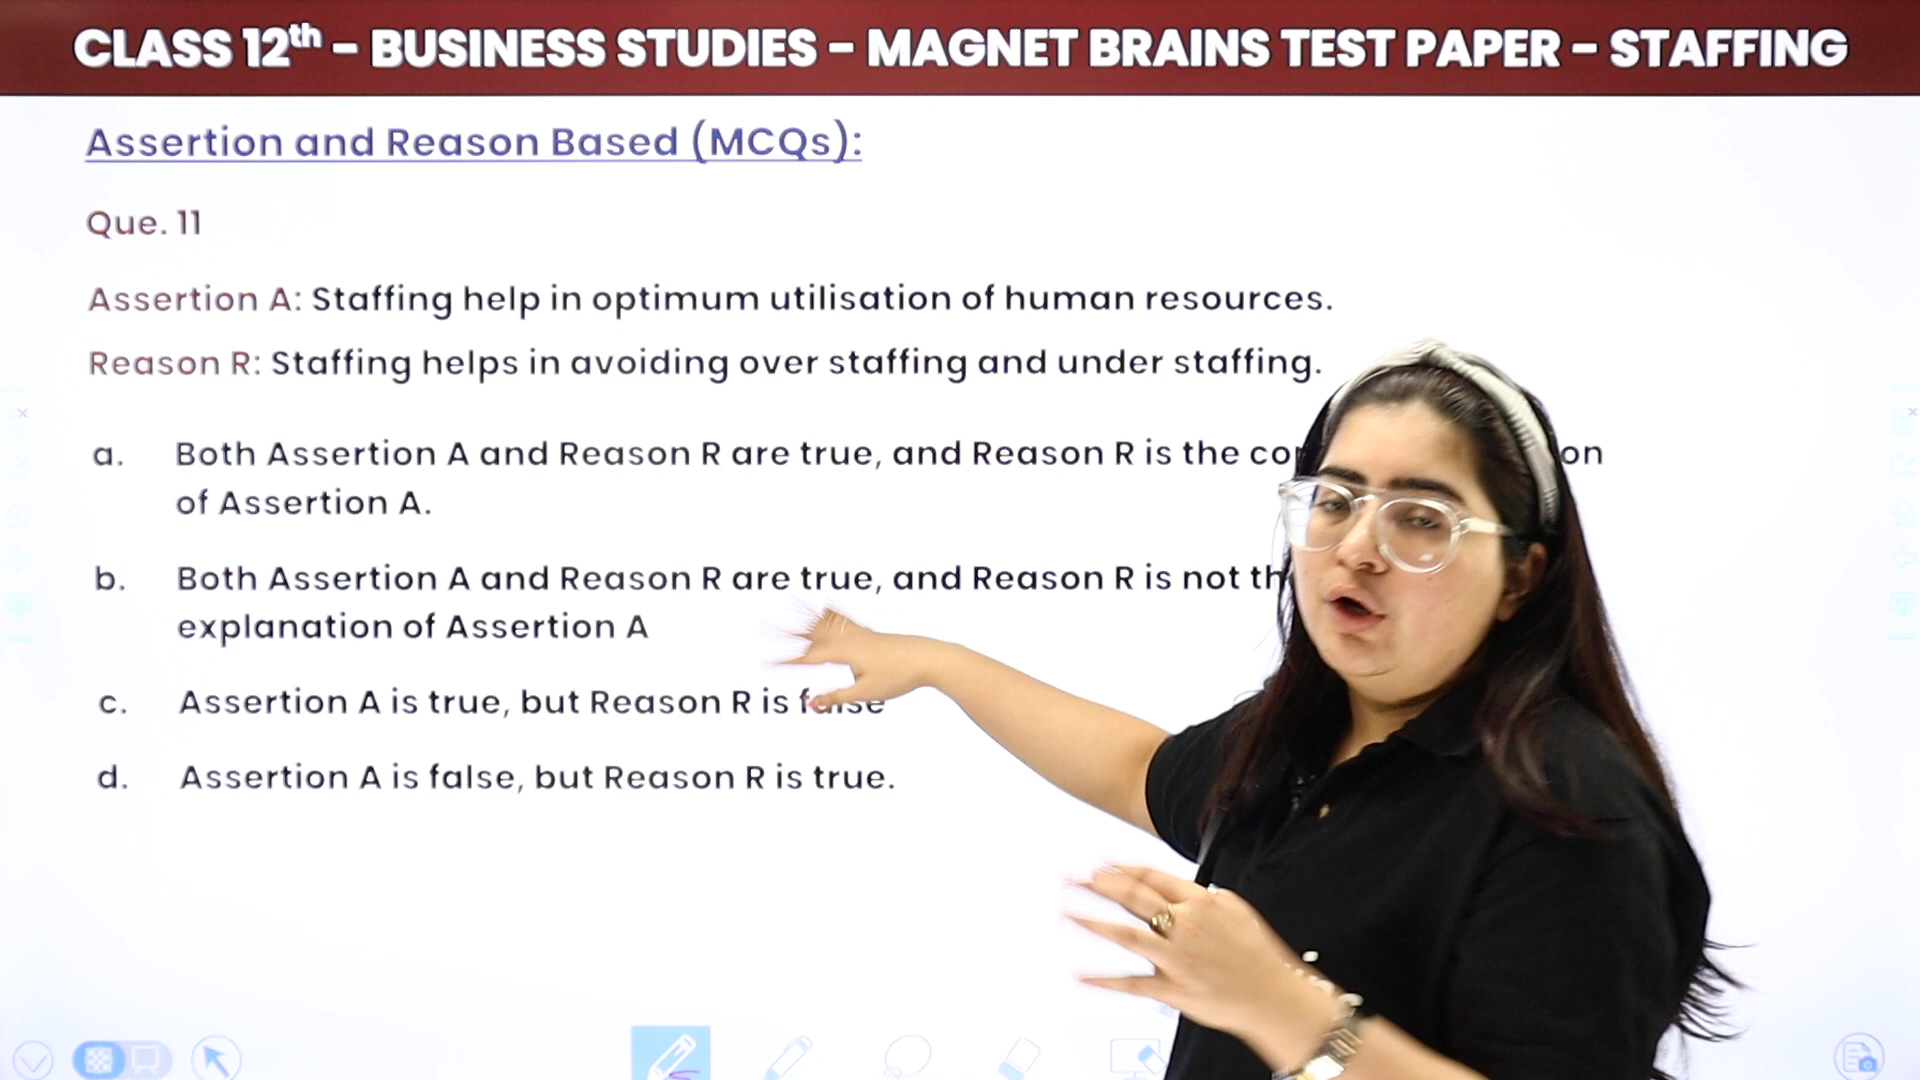 CLASS 12th – BUSINESS STUDIES – MAGNET BRAINS TEST PAPER – STAFFING
Assertion and Reason Based (MCQs):
Que. 11
Assertion A: Staffing help in optimum utilisation of human resources.
Reason R: Staffing helps in avoiding over staffing and under staffing.
a. Both Assertion A and Reason R are true, and Reason R is the
of Assertion A.
b. Both Assertion A and Reason R are true, and Reason R is not
explanation of Assertion A
c. Assertion A is true, but Reason R is false
d. Assertion A is false, but Reason R is true.